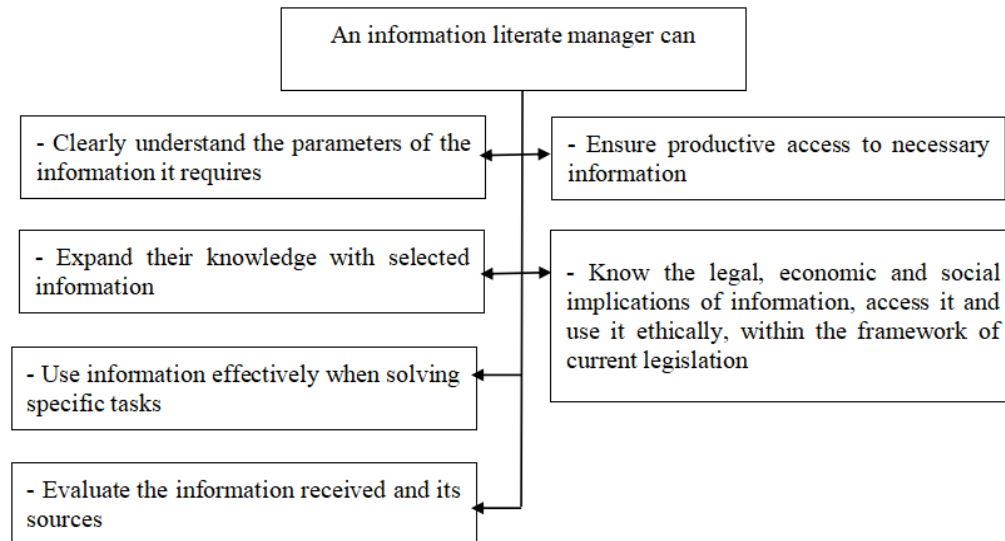 An information literate manager can
- Clearly understand the parameters of the
information it requires
- Ensure productive access to necessary
information
- Expand their knowledge with selected
information
- Know the legal, economic and social
implications of information, access it and
use it ethically, within the framework of
current legislation
- Use information effectively when solving
specific tasks
- Evaluate the information received and its
sources